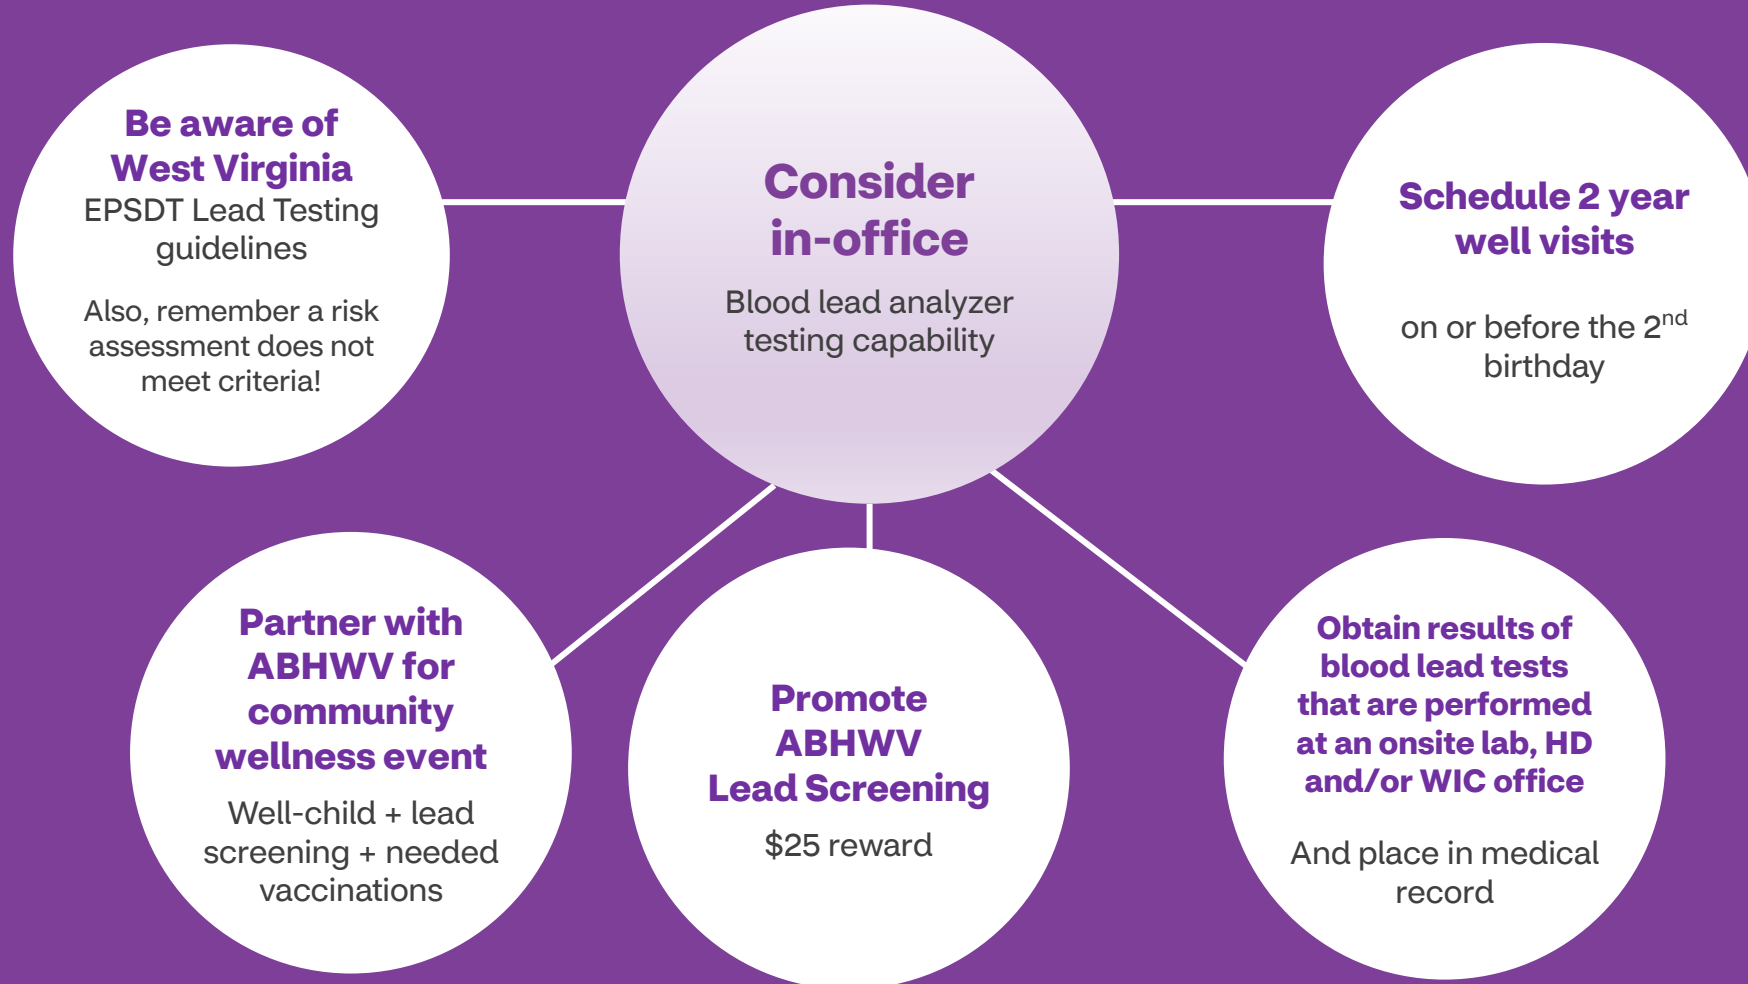 Be aware of
West Virginia
EPSDT Lead Testing
guidelines
Also, remember a risk
assessment does not
meet criteria!
Consider
in-office
Blood lead analyzer
testing capability
Schedule 2 year
well visits
on or before the 2nd
birthday
Partner with
ABHWV for
community
wellness event
Well-child + lead
screening + needed
vaccinations
Promote
ABHWV
Lead Screening
$25 reward
Obtain results of
blood lead tests
that are performed
at an onsite lab, HD
and/or WIC office
And place in medical
record